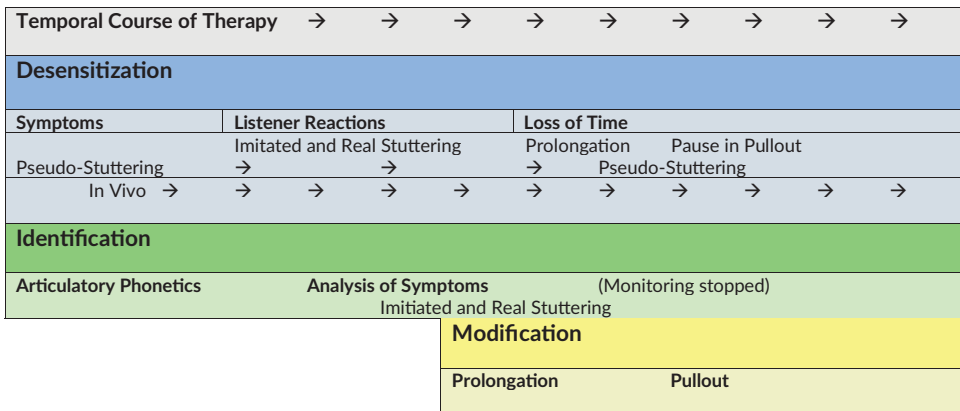 Temporal Course of Therapy → → → → → → → → →
Desensitization
Symptoms Listener Reactions Loss of Time
Imitated and Real Stuttering Prolongation Pause in Pullout
Pseudo-Stuttering → → → Pseudo-Stuttering
In Vivo → → → → → → → → → → →
Identification
Articulatory Phonetics Analysis of Symptoms (Monitoring stopped)
Imitiated and Real Stuttering
Modification
Prolongation Pullout